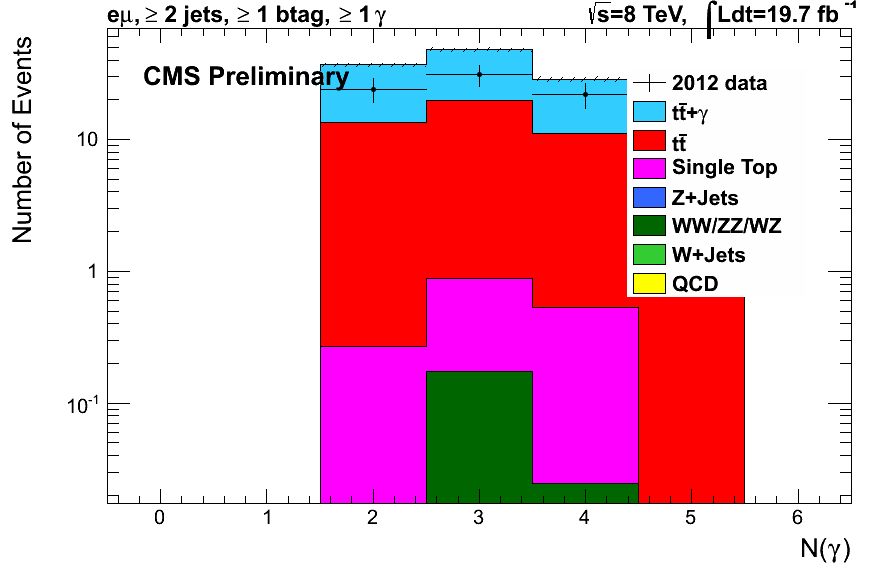 eμ, ≥ 2 jets, ≥ 1 btag, ≥ 1 γ
√s=8 TeV, ∫Ldt=19.7 fb⁻¹
CMS Preliminary
Number of Events
10
1
10⁻¹
2012 data
tt̄+γ
tt̄
Single Top
Z+Jets
WW/ZZ/WZ
W+Jets
QCD
0 1 2 3 4 5 6
N(γ)